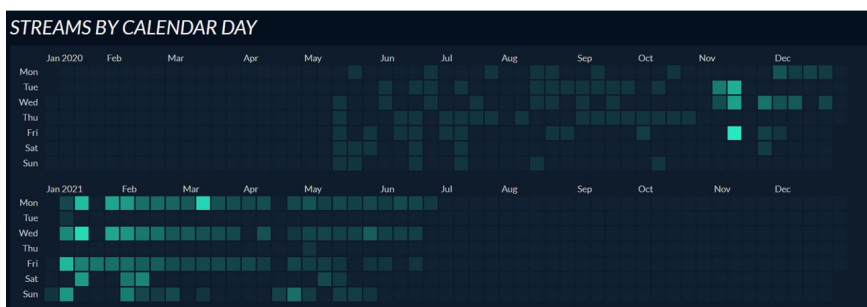 STREAMS BY CALENDAR DAY
Jan 2020 Feb Mar Apr May Jun Jul Aug Sep Oct Nov Dec
Mon
Tue
Wed
Thu
Fri
Sat
Sun
Jan 2021 Feb Mar Apr May Jun Jul Aug Sep Oct Nov Dec
Mon
Tue
Wed
Thu
Fri
Sat
Sun